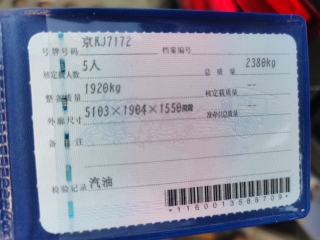 号牌号码 京KJ7172 档案编号
核定载人数 5人 总质量 2380kg
整备质量 1920kg 核定载质量 --
外廓尺寸 5103×1904×1550mm 准牵引总质量 --
备注
检验记录 汽油
*1160013588709*